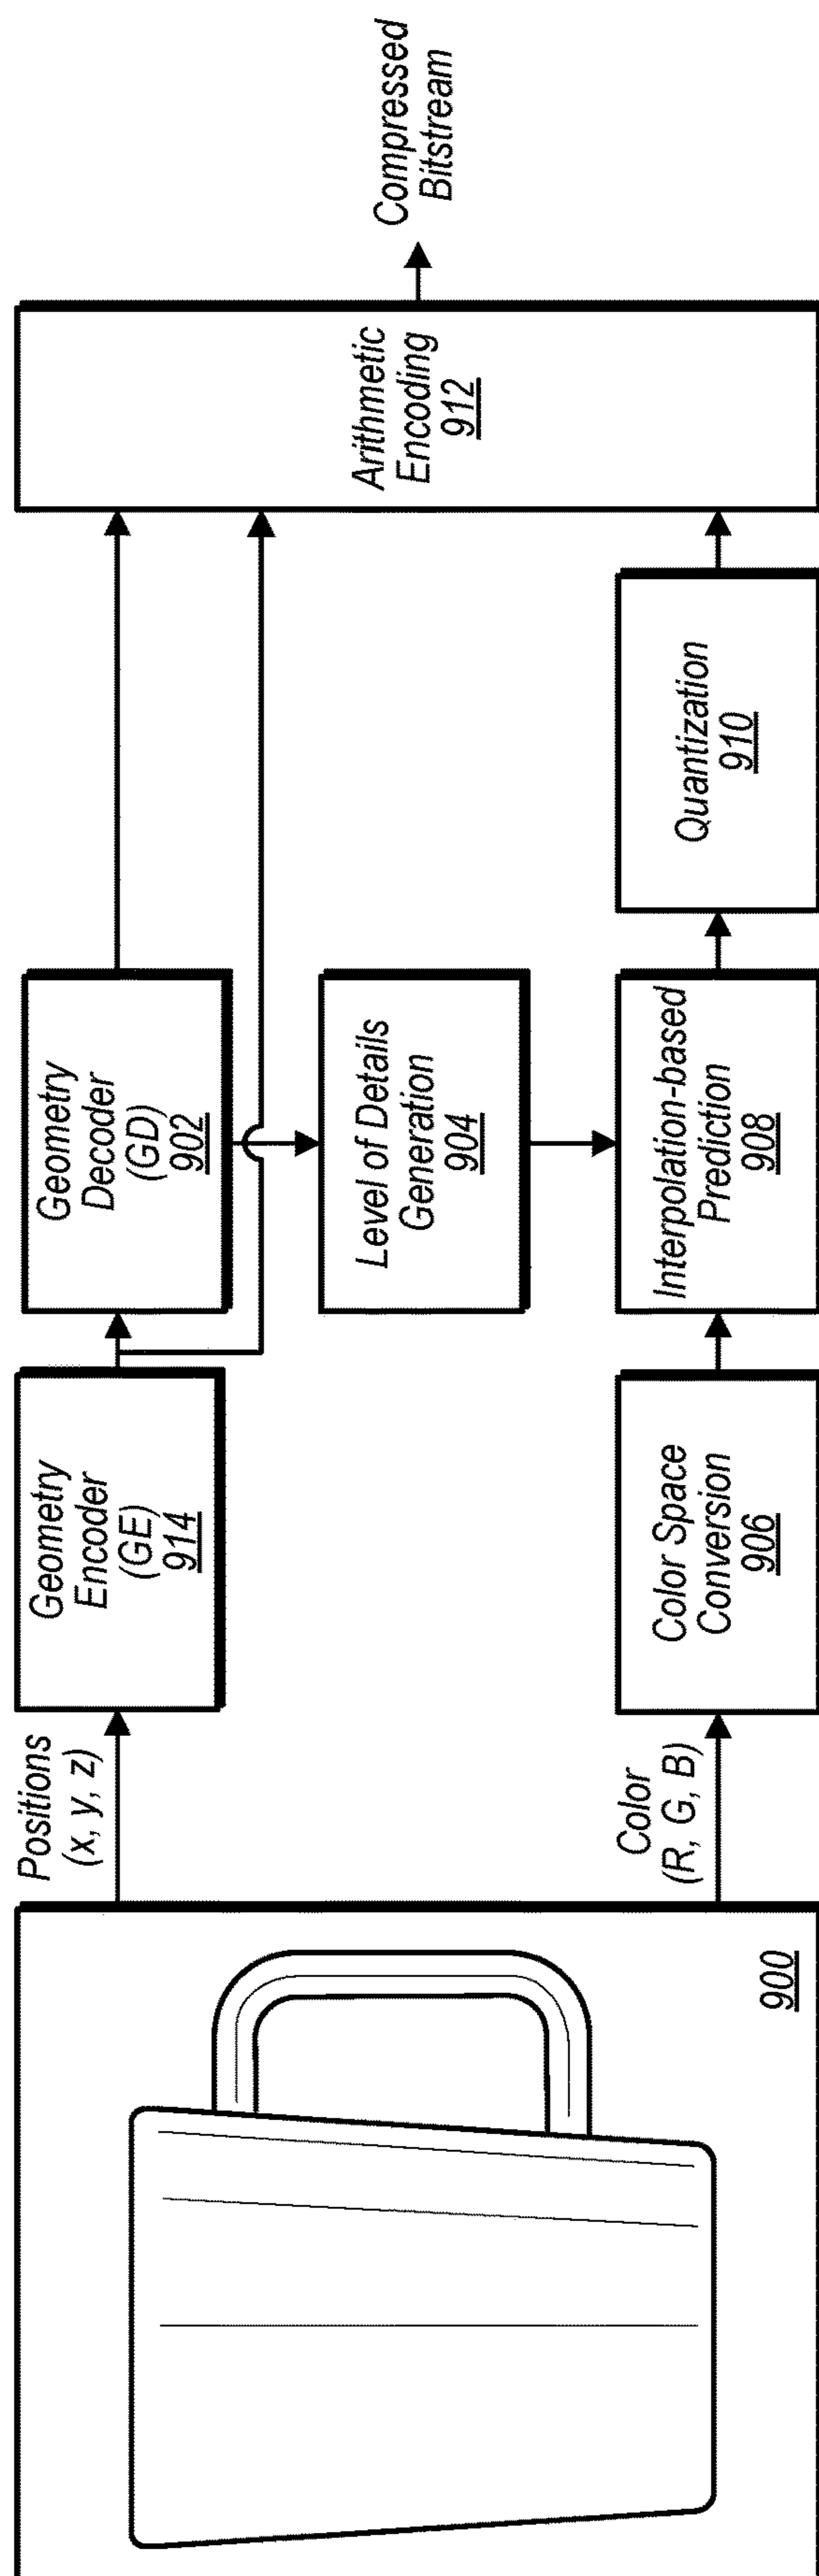 900
Positions
(x, y, z)
Color
(R, G, B)
Geometry
Encoder
(GE)
914
Color Space
Conversion
906
Geometry
Decoder
(GD)
902
Level of Details
Generation
904
Interpolation-based
Prediction
908
Quantization
910
Arithmetic
Encoding
912
Compressed
Bitstream